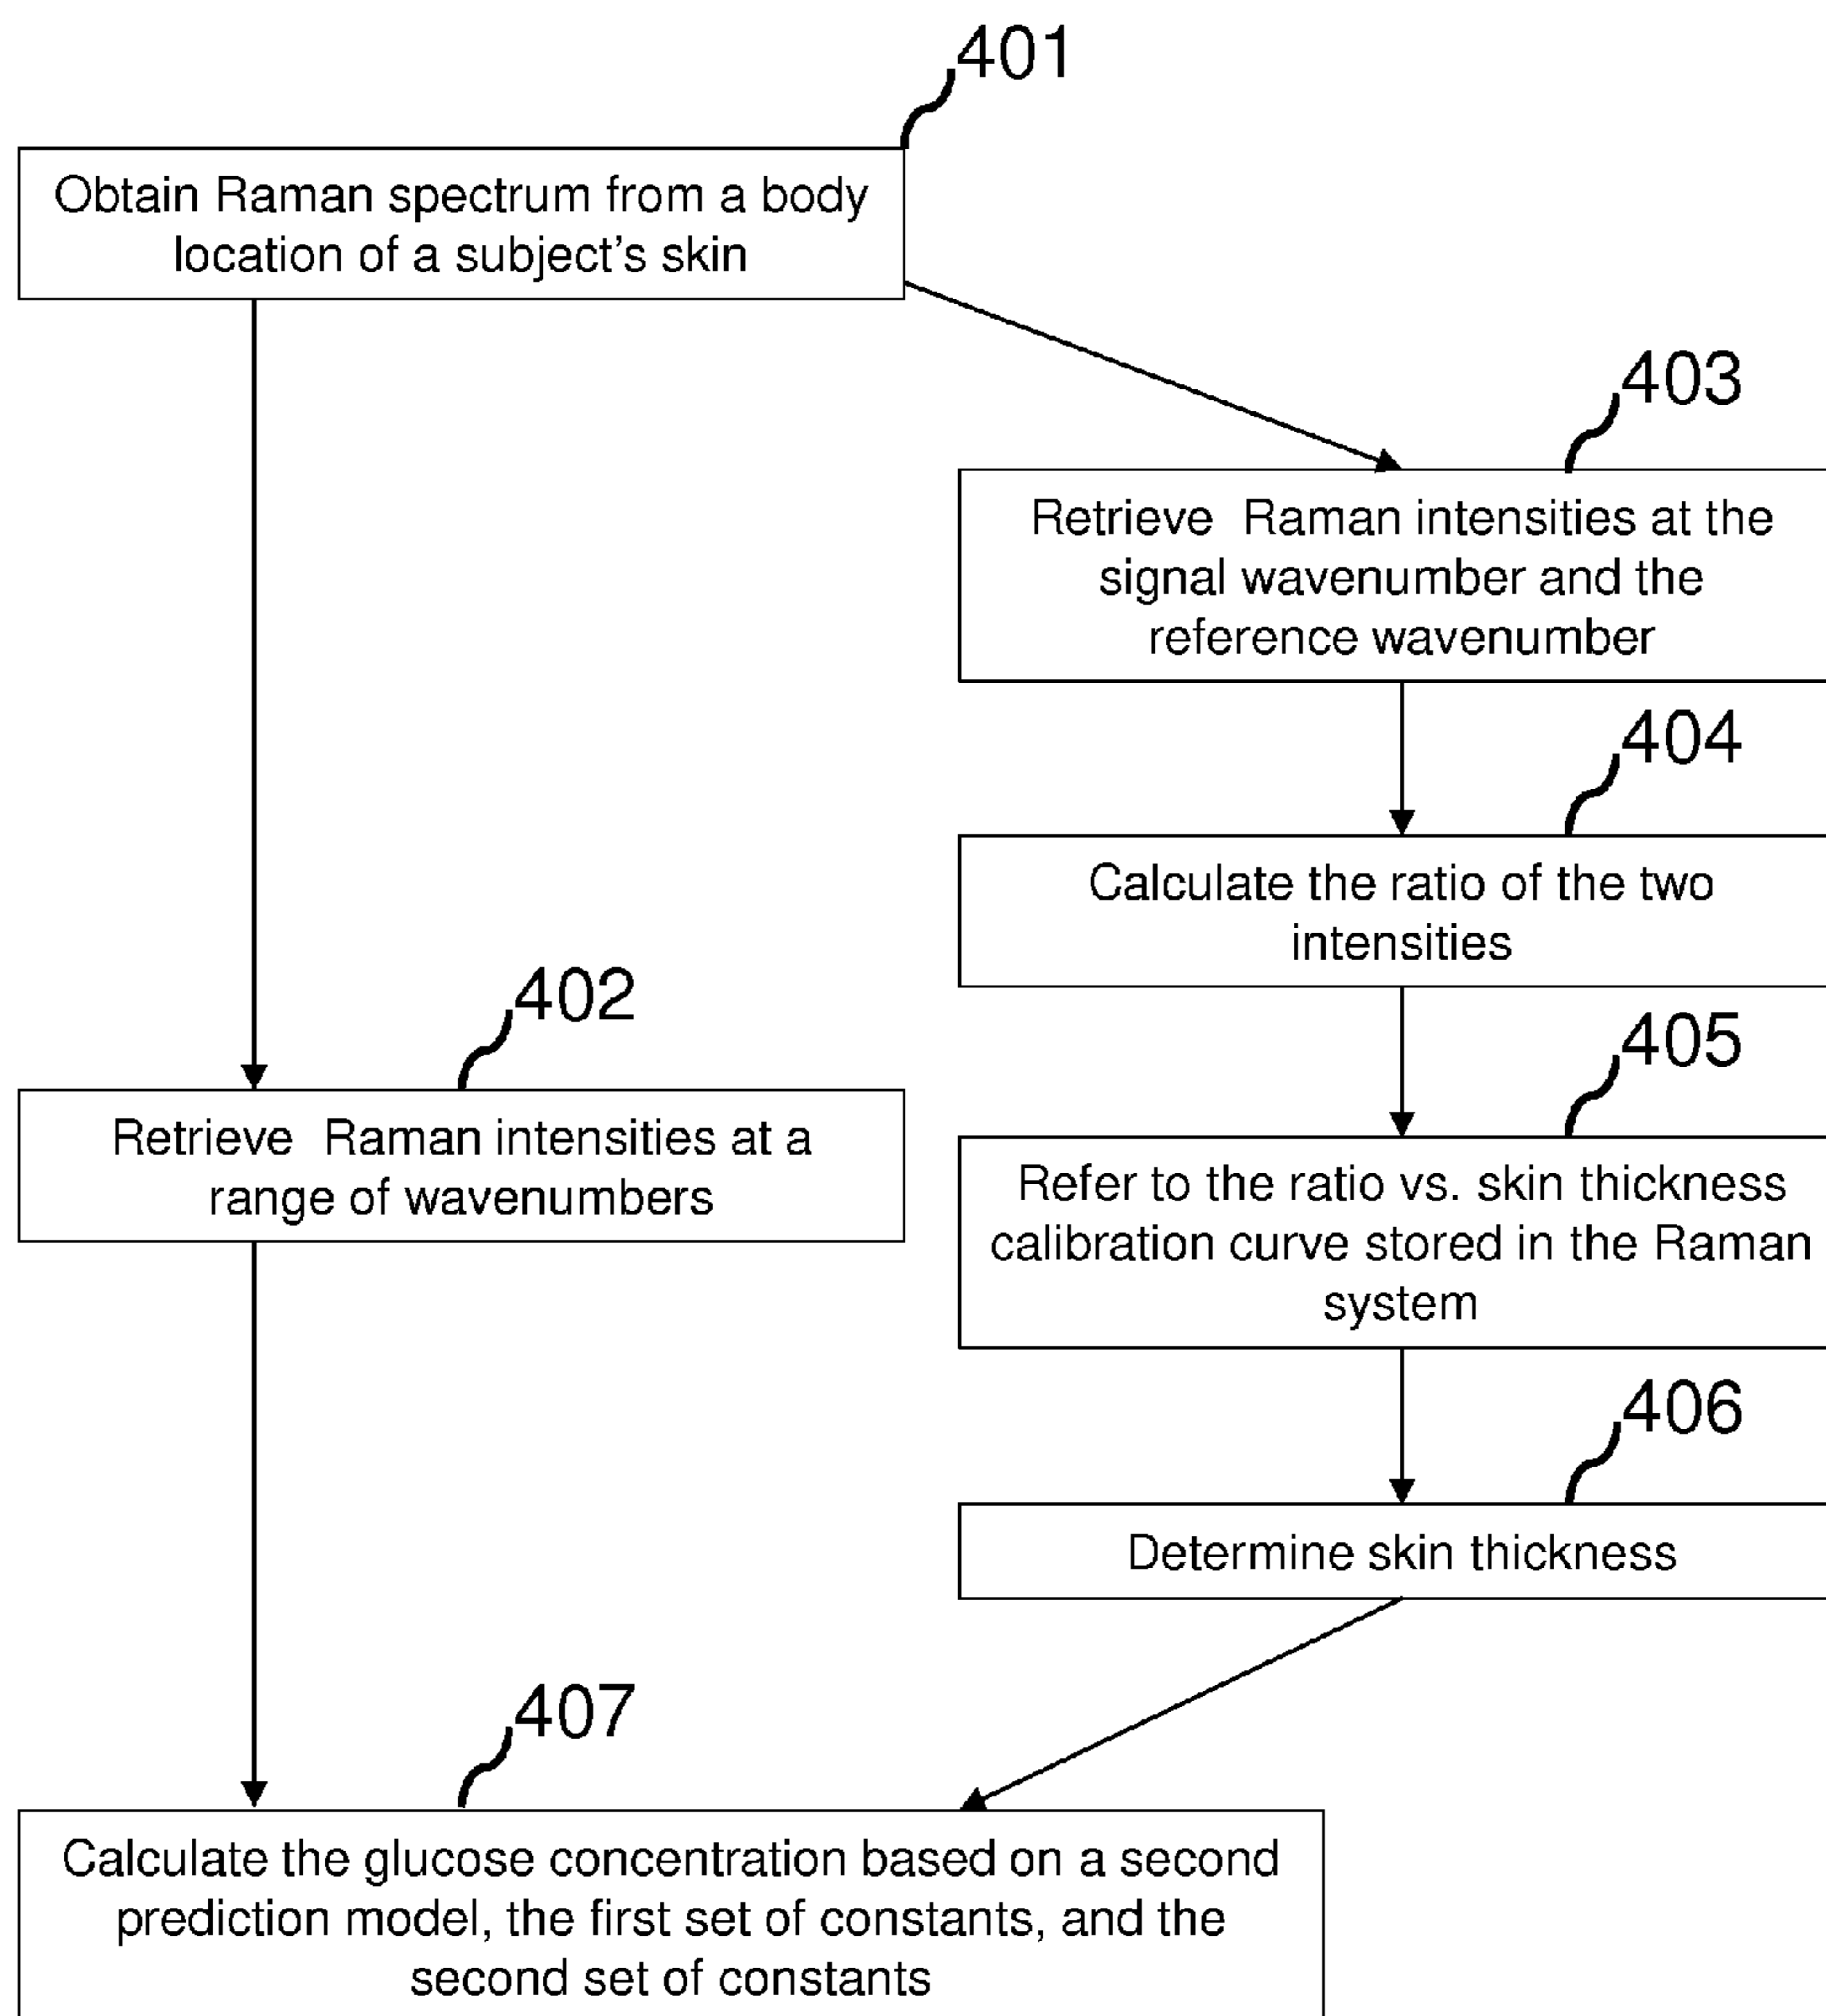 401
Obtain Raman spectrum from a body
location of a subject's skin
403
Retrieve Raman intensities at the
signal wavenumber and the
reference wavenumber
404
Calculate the ratio of the two
intensities
402
Retrieve Raman intensities at a
range of wavenumbers
405
Refer to the ratio vs. skin thickness
calibration curve stored in the Raman
system
406
Determine skin thickness
407
Calculate the glucose concentration based on a second
prediction model, the first set of constants, and the
second set of constants